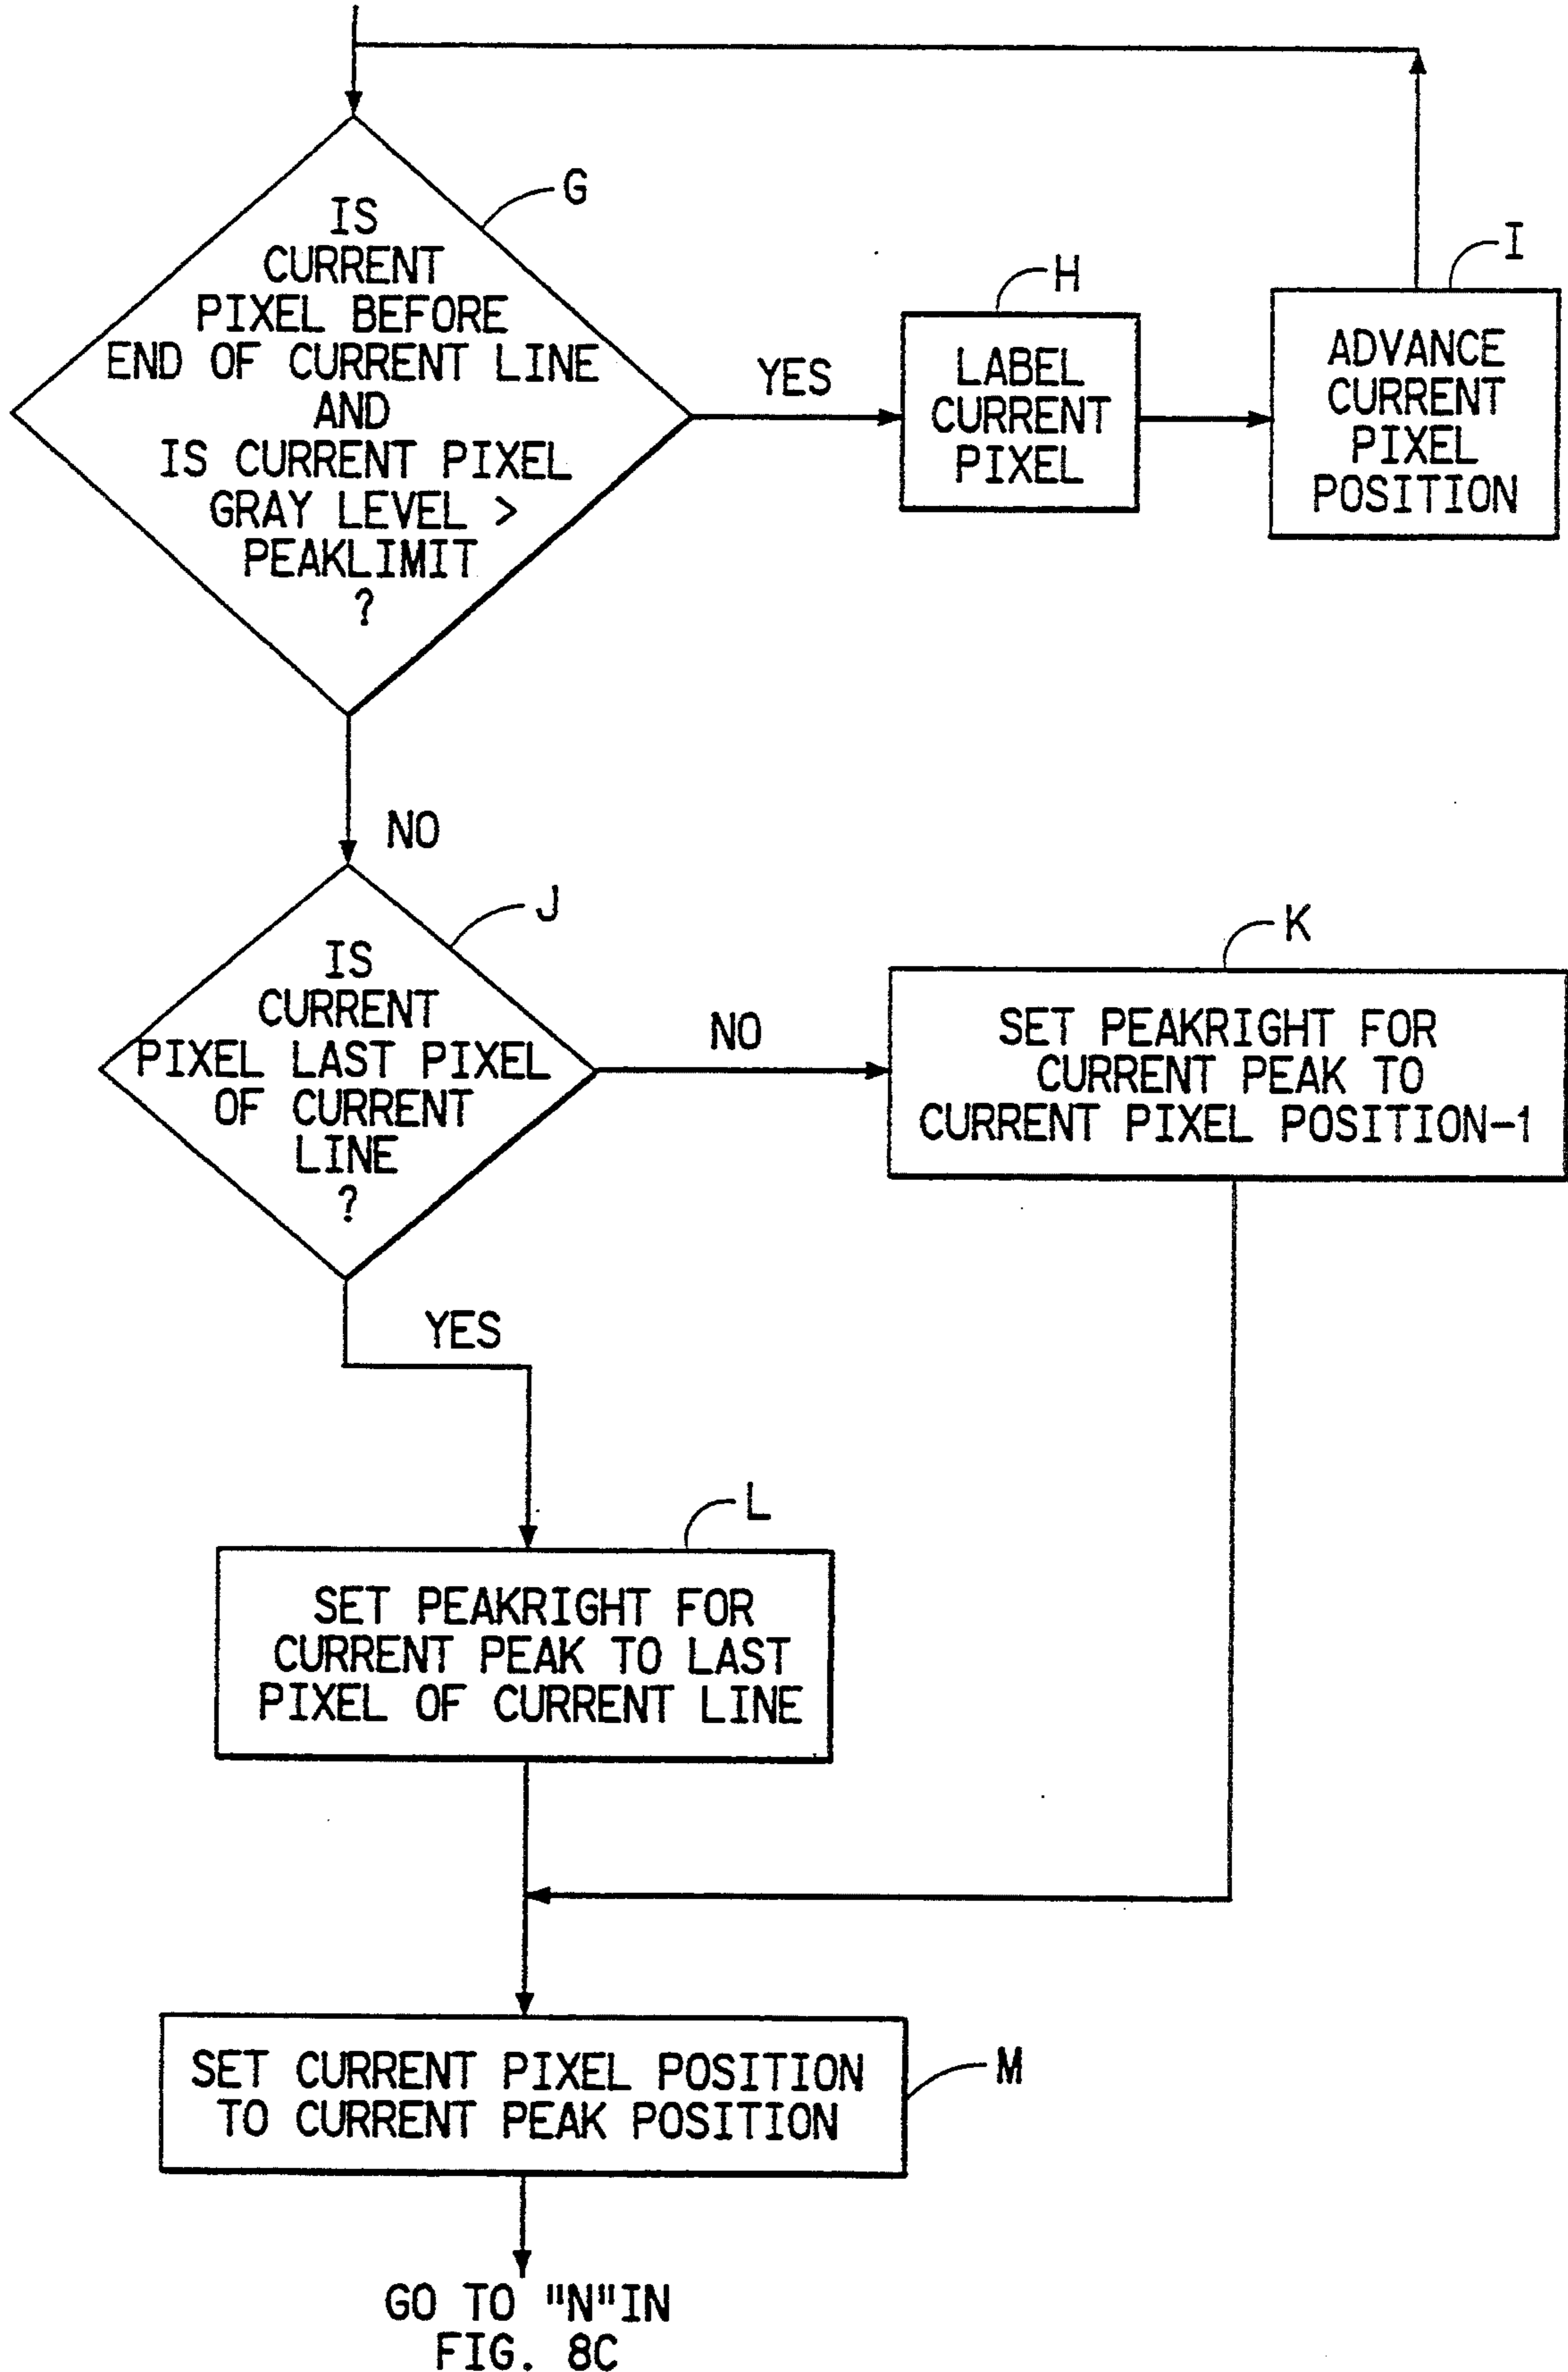 G
IS
CURRENT
PIXEL BEFORE
END OF CURRENT LINE
AND
IS CURRENT PIXEL
GRAY LEVEL >
PEAKLIMIT
?
YES
H
LABEL
CURRENT
PIXEL
I
ADVANCE
CURRENT
PIXEL
POSITION
NO
J
IS
CURRENT
PIXEL LAST PIXEL
OF CURRENT
LINE
?
NO
K
SET PEAKRIGHT FOR
CURRENT PEAK TO
CURRENT PIXEL POSITION-1
YES
L
SET PEAKRIGHT FOR
CURRENT PEAK TO LAST
PIXEL OF CURRENT LINE
SET CURRENT PIXEL POSITION
TO CURRENT PEAK POSITION
M
GO TO "N"IN
FIG. 8C